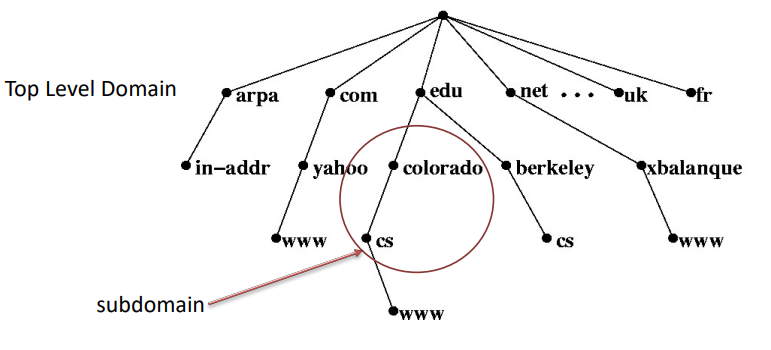 Top Level Domain
arpa com edu net ... uk fr
in-addr yahoo colorado berkeley xbalanque
www cs cs www
subdomain
www